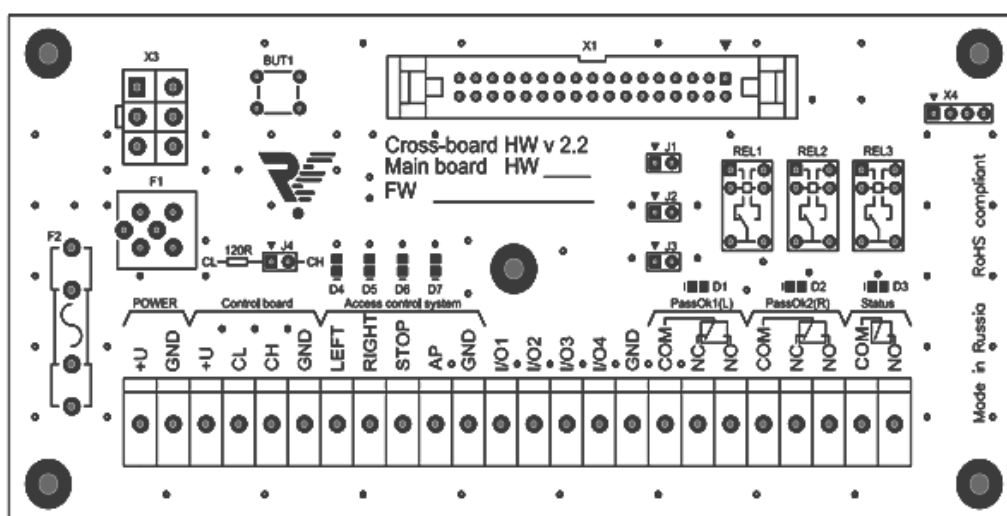 X3
BUT1
X1
X4
Cross-board HW v 2.2
Main board HW ____
FW ______________
J1
J2
J3
REL1
REL2
REL3
F1
F2
CL
120R
J4
CH
D4
D5
D6
D7
D1
D2
D3
POWER
Control board
Access control system
PassOk1(L)
PassOk2(R)
Status
+U
GND
+U
CL
CH
GND
LEFT
RIGHT
STOP
AP
GND
I/O1
I/O2
I/O3
I/O4
GND
COM
NC
NO
COM
NC
NO
COM
NO
Made in Russia RoHS compliant